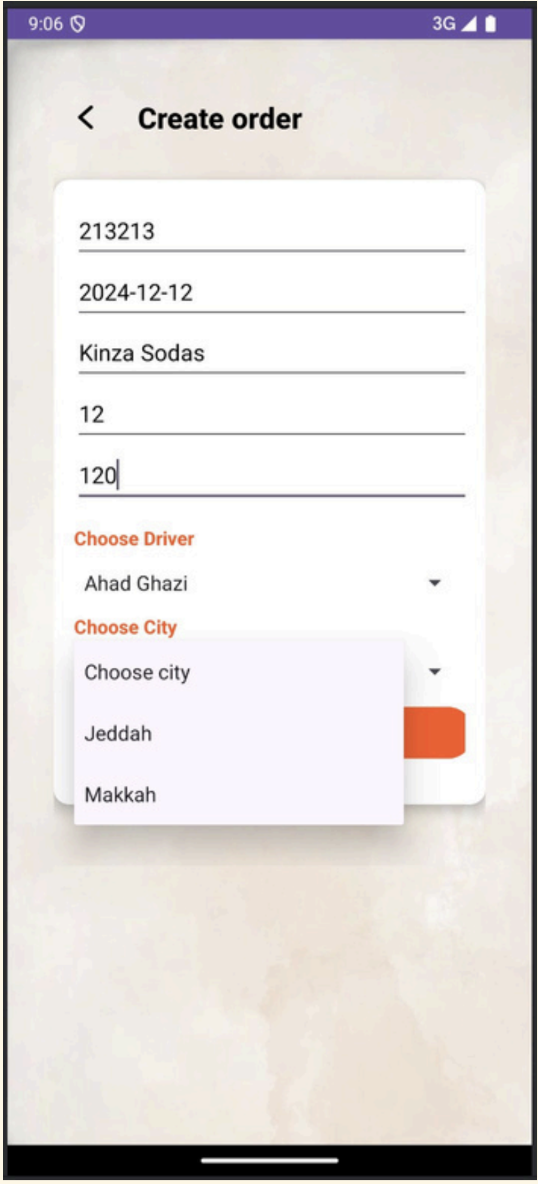 9:06 3G
Create order
213213
2024-12-12
Kinza Sodas
12
120
Choose Driver
Ahad Ghazi
Choose City
Choose city
Jeddah
Makkah